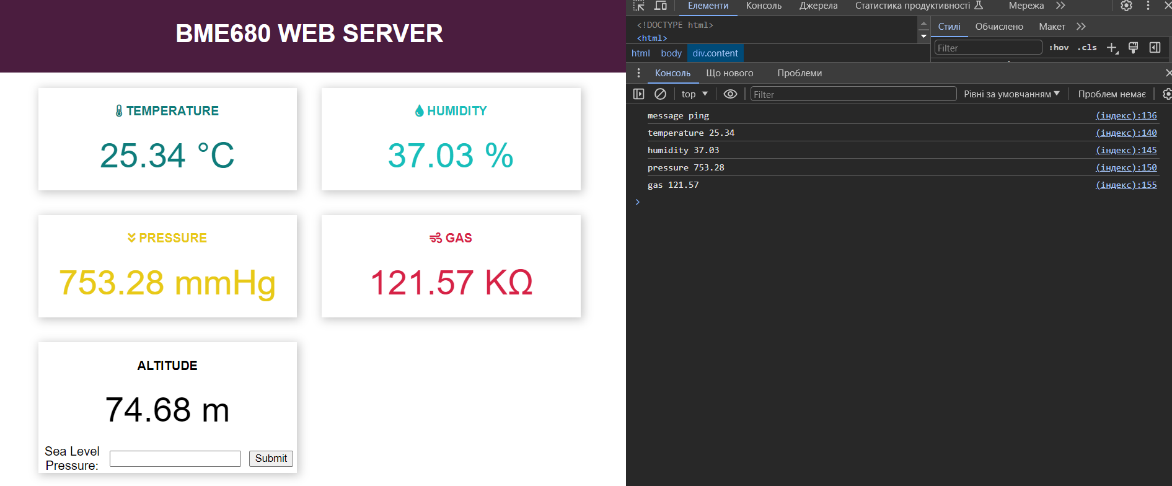 BME680 WEB SERVER
TEMPERATURE
25.34 °C
HUMIDITY
37.03 %
PRESSURE
753.28 mmHg
GAS
121.57 KΩ
ALTITUDE
74.68 m
Sea Level
Pressure:
Submit
Елементи Консоль Джерела Статистика продуктивності Мережа
<!DOCTYPE html>
<html>
html body div.content
Стилі Обчислено Макет
Filter :hov .cls
Консоль Що нового Проблеми
top Filter Рівні за умовчанням Проблем немає
message ping (індекс):136
temperature 25.34 (індекс):140
humidity 37.03 (індекс):145
pressure 753.28 (індекс):150
gas 121.57 (індекс):155